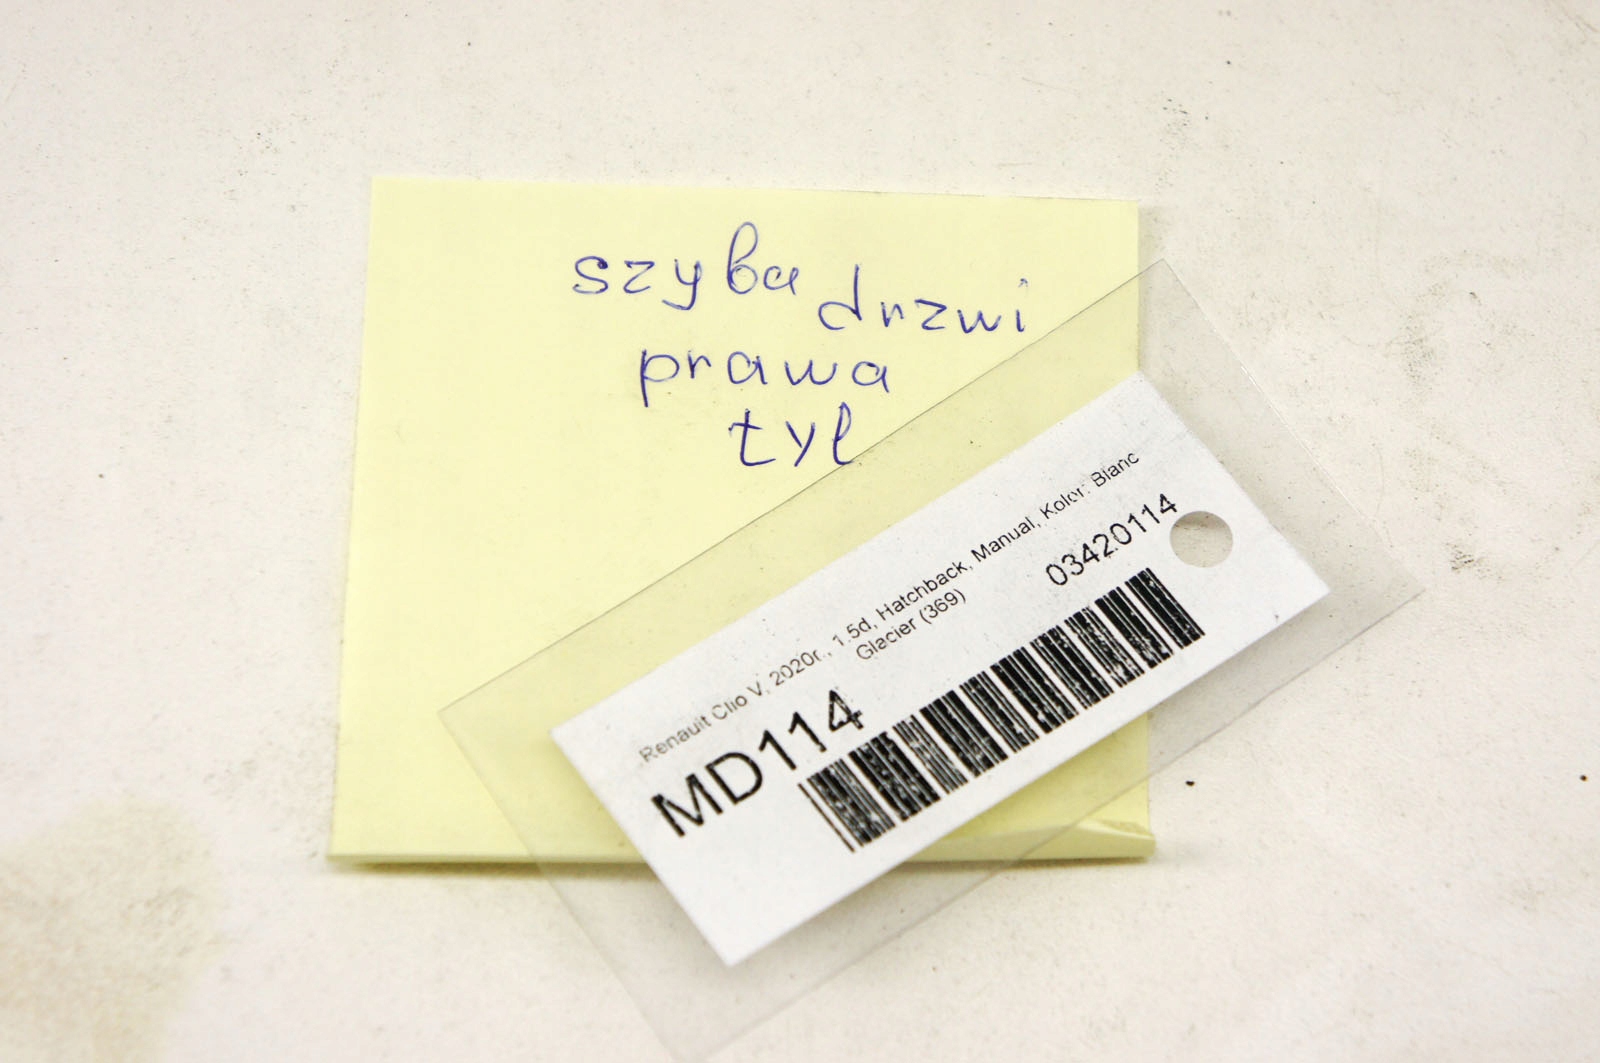 szyba drzwi
prawa
tył
Renault Clio V, 2020r., 1.5d, Hatchback, Manual, Kolor: Blanc
Glacier (369)
03420114
MD114